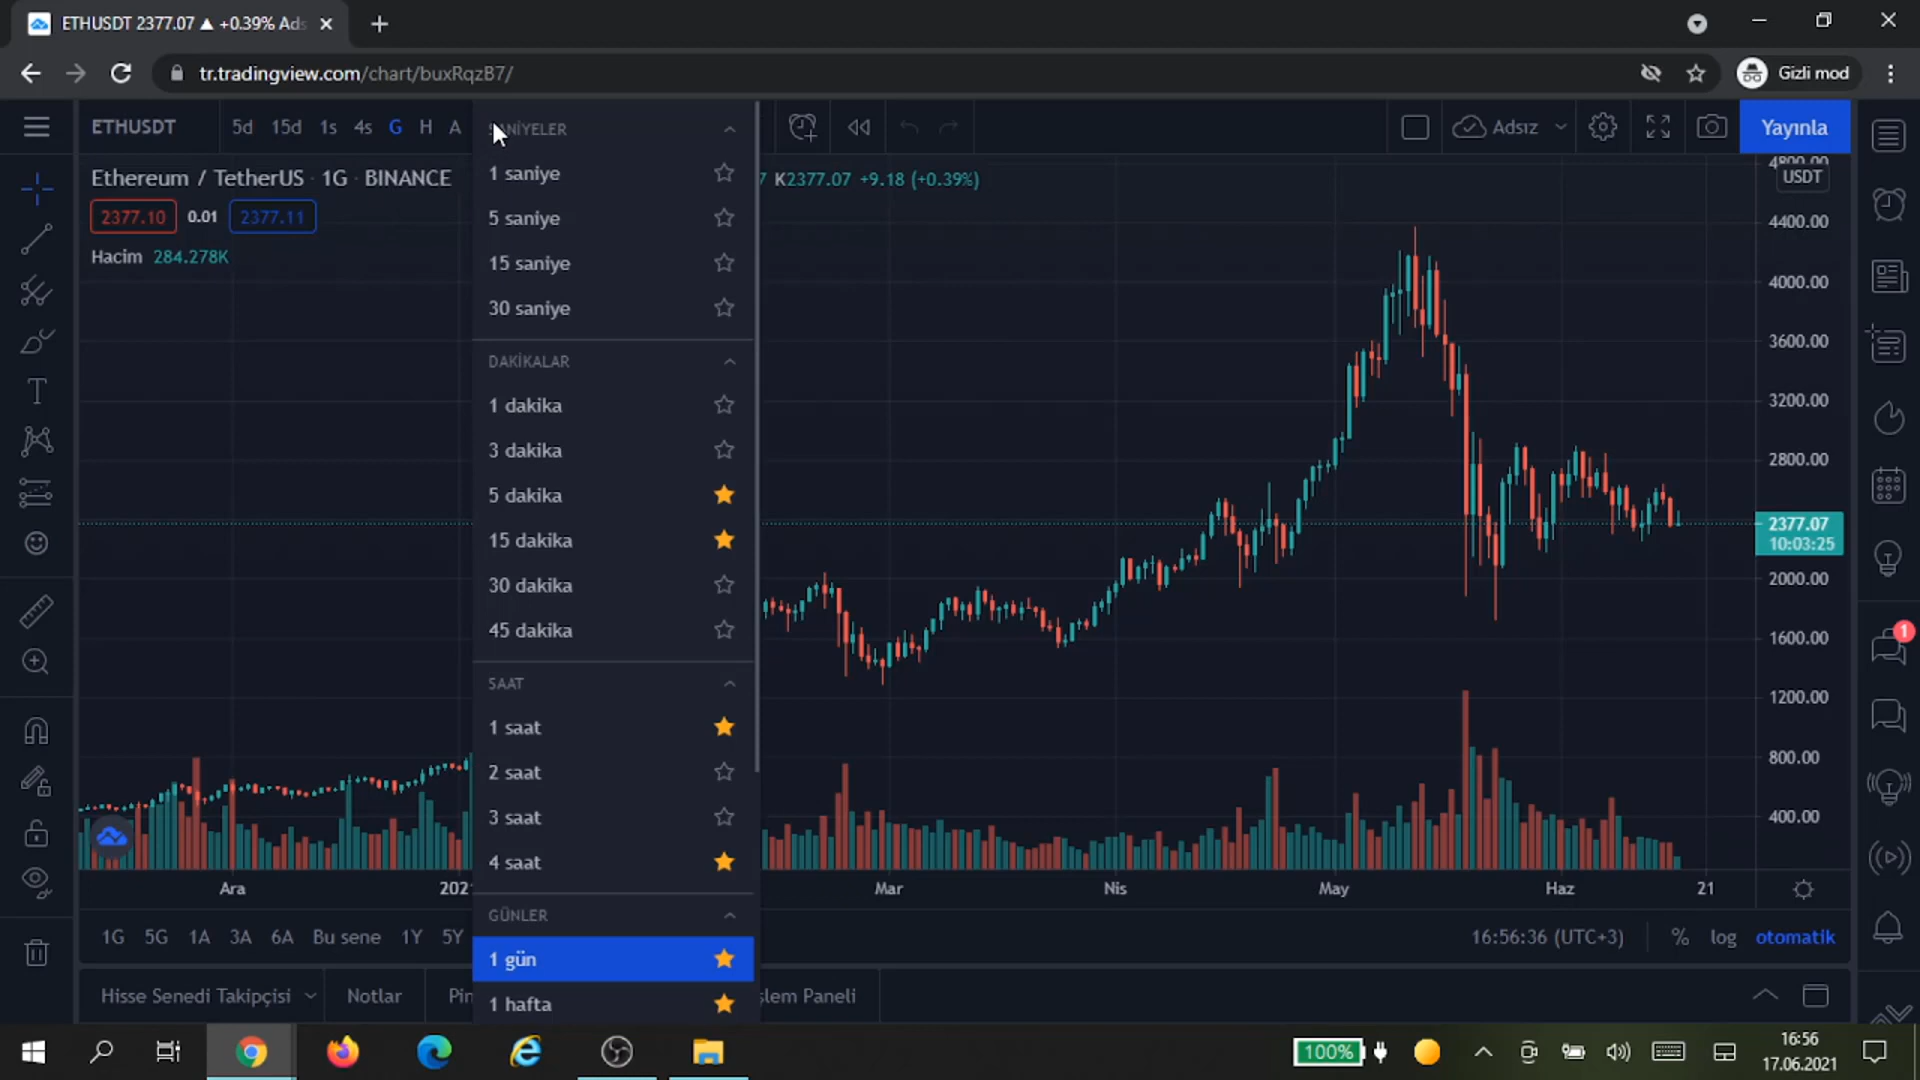 ETHUSDT 2377.07 ▲ +0.39% Ads
tr.tradingview.com/chart/buxRqzB7/
Gizli mod
ETHUSDT 5d 15d 1s 4s G H A
Adsız
Yayınla
Ethereum / TetherUS · 1G · BINANCE
7 K2377.07 +9.18 (+0.39%)
2377.10 0.01 2377.11
Hacim 284.278K
SANİYELER
1 saniye
5 saniye
15 saniye
30 saniye
DAKİKALAR
1 dakika
3 dakika
5 dakika
15 dakika
30 dakika
45 dakika
SAAT
1 saat
2 saat
3 saat
4 saat
GÜNLER
1 gün
1 hafta
4800.00
USDT
4400.00
4000.00
3600.00
3200.00
2800.00
2377.07
10:03:25
2000.00
1600.00
1200.00
800.00
400.00
1
Ara 202 Mar Nis May Haz 21
1G 5G 1A 3A 6A Bu sene 1Y 5Y
16:56:36 (UTC+3) % log otomatik
Hisse Senedi Takipçisi Notlar Pin şlem Paneli
100%
16:56
17.06.2021